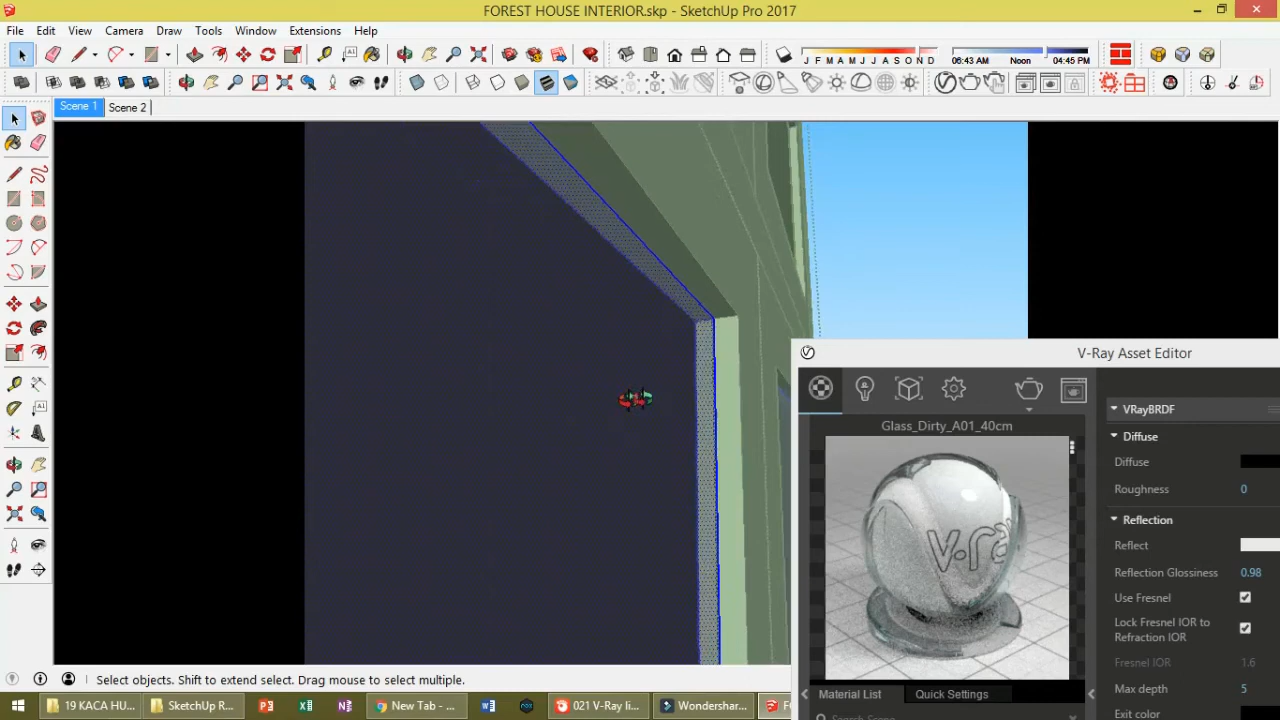 FOREST HOUSE INTERIOR.skp - SketchUp Pro 2017
File Edit View Camera Draw Tools Window Extensions Help
J F M A M J J A S O N D 06:43 AM Noon 04:45 PM
Scene 1 Scene 2
V-Ray Asset Editor
Glass_Dirty_A01_40cm
VRayBRDF
Diffuse
Diffuse
Roughness 0
Reflection
Reflect
Reflection Glossiness 0.98
Use Fresnel
Lock Fresnel IOR to
Refraction IOR
Fresnel IOR 1.6
Max depth 5
Exit color
Material List Quick Settings
Search Scene
Select objects. Shift to extend select. Drag mouse to select multiple.
19 KACA HU... SketchUp R... New Tab - ... 021 V-Ray li... Wondershar... FO